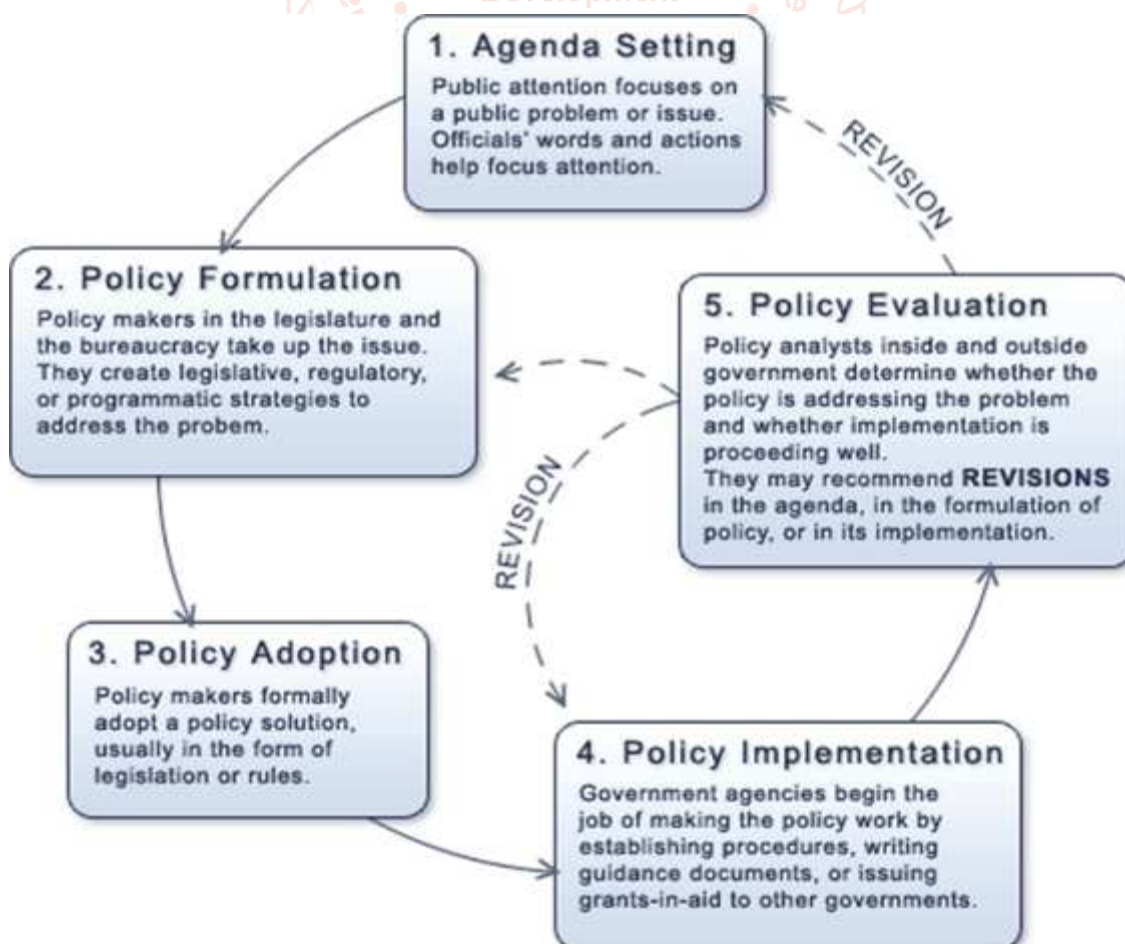 Development
1. Agenda Setting
Public attention focuses on
a public problem or issue.
Officials' words and actions
help focus attention.
REVISION
2. Policy Formulation
Policy makers in the legislature and
the bureaucracy take up the issue.
They create legislative, regulatory,
or programmatic strategies to
address the probem.
5. Policy Evaluation
Policy analysts inside and outside
government determine whether the
policy is addressing the problem
and whether implementation is
proceeding well.
They may recommend REVISIONS
in the agenda, in the formulation of
policy, or in its implementation.
REVISION
3. Policy Adoption
Policy makers formally
adopt a policy solution,
usually in the form of
legislation or rules.
4. Policy Implementation
Government agencies begin the
job of making the policy work by
establishing procedures, writing
guidance documents, or issuing
grants-in-aid to other governments.